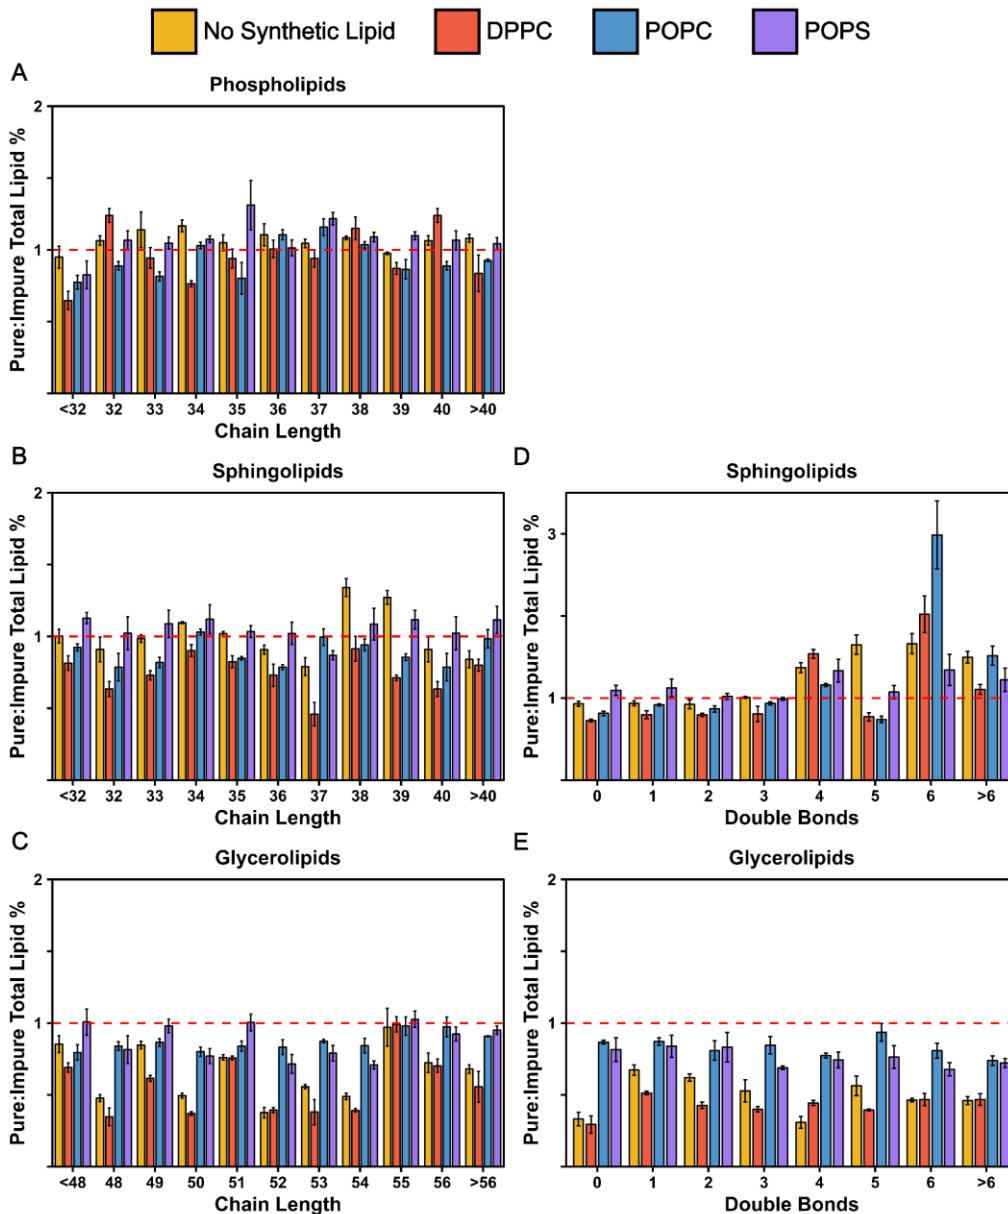 No Synthetic Lipid DPPC POPC POPS
A
Phospholipids
Pure:Impure Total Lipid %
2
1
<32 32 33 34 35 36 37 38 39 40 >40
Chain Length
B
Sphingolipids
Pure:Impure Total Lipid %
2
1
<32 32 33 34 35 36 37 38 39 40 >40
Chain Length
D
Sphingolipids
Pure:Impure Total Lipid %
3
1
0 1 2 3 4 5 6 >6
Double Bonds
C
Glycerolipids
Pure:Impure Total Lipid %
2
1
<48 48 49 50 51 52 53 54 55 56 >56
Chain Length
E
Glycerolipids
Pure:Impure Total Lipid %
2
1
0 1 2 3 4 5 6 >6
Double Bonds